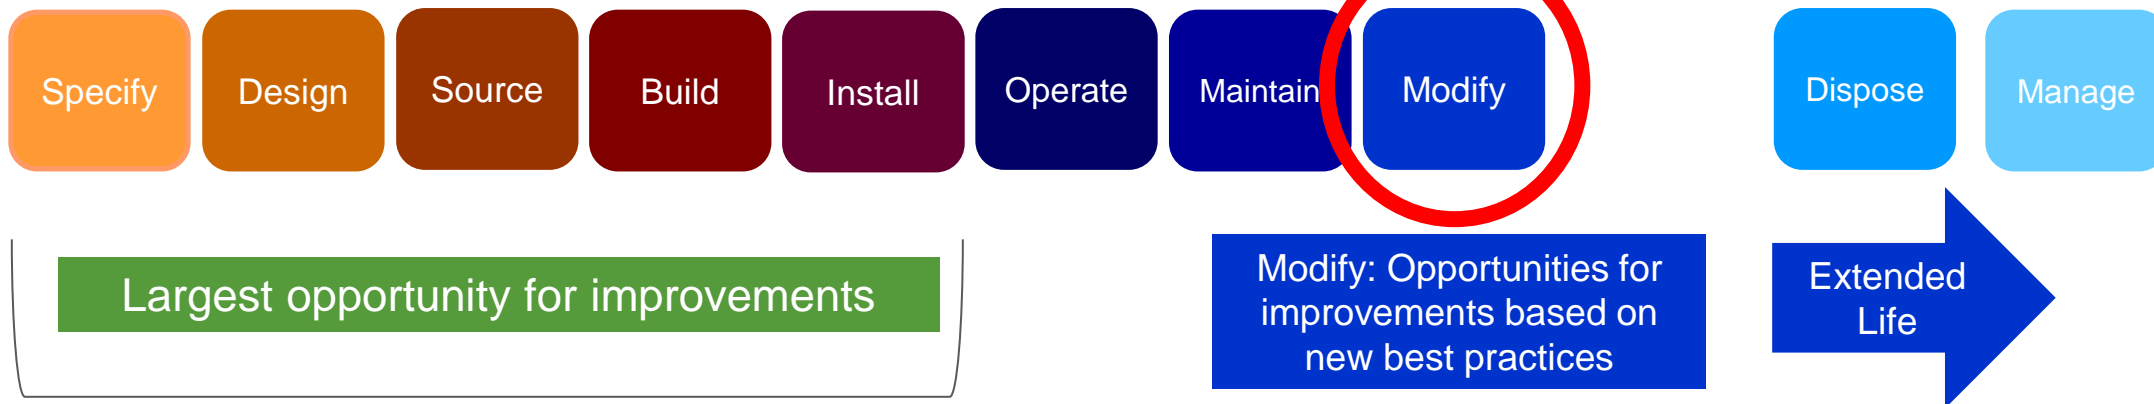 Specify
Design
Source
Build
Install
Operate
Maintain
Modify
Dispose
Manage
Largest opportunity for improvements
Modify: Opportunities for
improvements based on
new best practices
Extended
Life